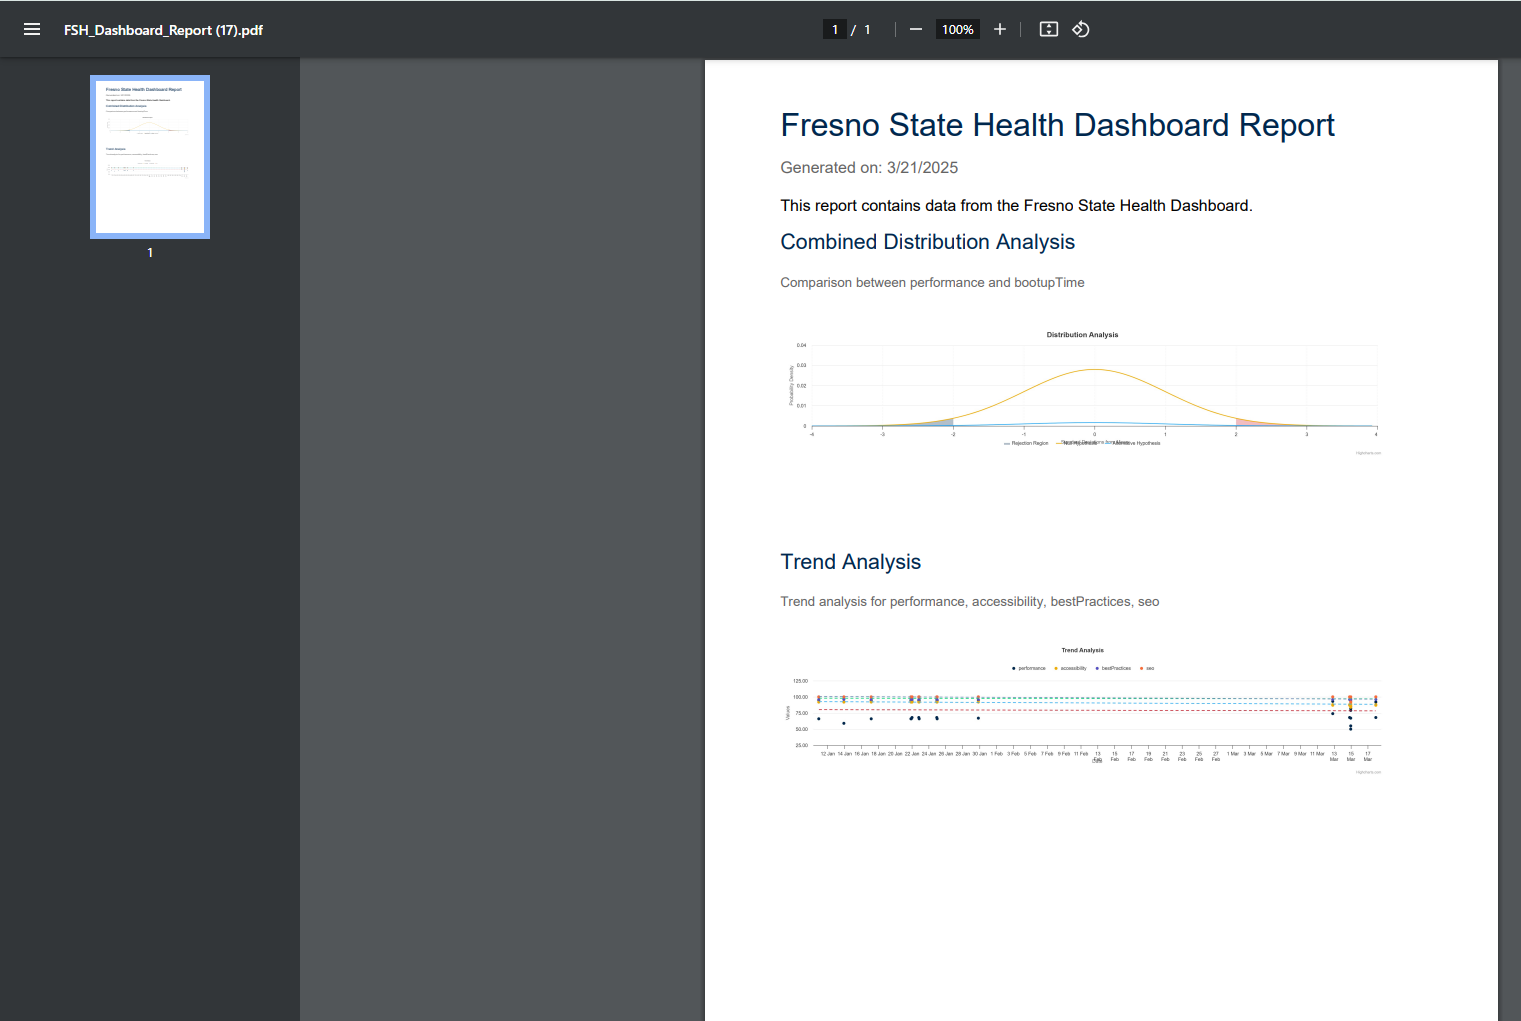 FSH_Dashboard_Report (17).pdf
1 / 1
100%
1
Fresno State Health Dashboard Report
Generated on: 3/21/2025
This report contains data from the Fresno State Health Dashboard.
Combined Distribution Analysis
Comparison between performance and bootupTime
Distribution Analysis
Probability Density
0.04
0.03
0.02
0.01
0
-4 -3 -2 -1 0 1 2 3 4
Rejection Region Null Hypothesis Alternative Hypothesis
Highcharts.com
Trend Analysis
Trend analysis for performance, accessibility, bestPractices, seo
Trend Analysis
performance accessibility bestPractices seo
Values
125.00
100.00
75.00
50.00
25.00
12 Jan 14 Jan 16 Jan 18 Jan 20 Jan 22 Jan 24 Jan 26 Jan 28 Jan 30 Jan 1 Feb 3 Feb 5 Feb 7 Feb 9 Feb 11 Feb 13 Feb 15 Feb 17 Feb 19 Feb 21 Feb 23 Feb 25 Feb 27 Feb 1 Mar 3 Mar 5 Mar 7 Mar 9 Mar 11 Mar 13 Mar 15 Mar 17 Mar
Date
Highcharts.com